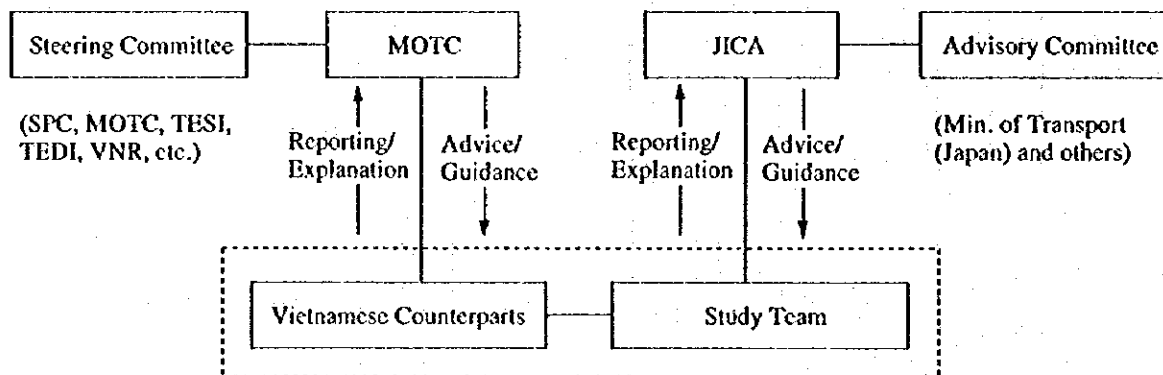 Steering Committee
MOTC
JICA
Advisory Committee
(SPC, MOTC, TESI,
TEDI, VNR, etc.)
Reporting/
Explanation
Advice/
Guidance
Reporting/
Explanation
Advice/
Guidance
(Min. of Transport
(Japan) and others)
Vietnamese Counterparts
Study Team